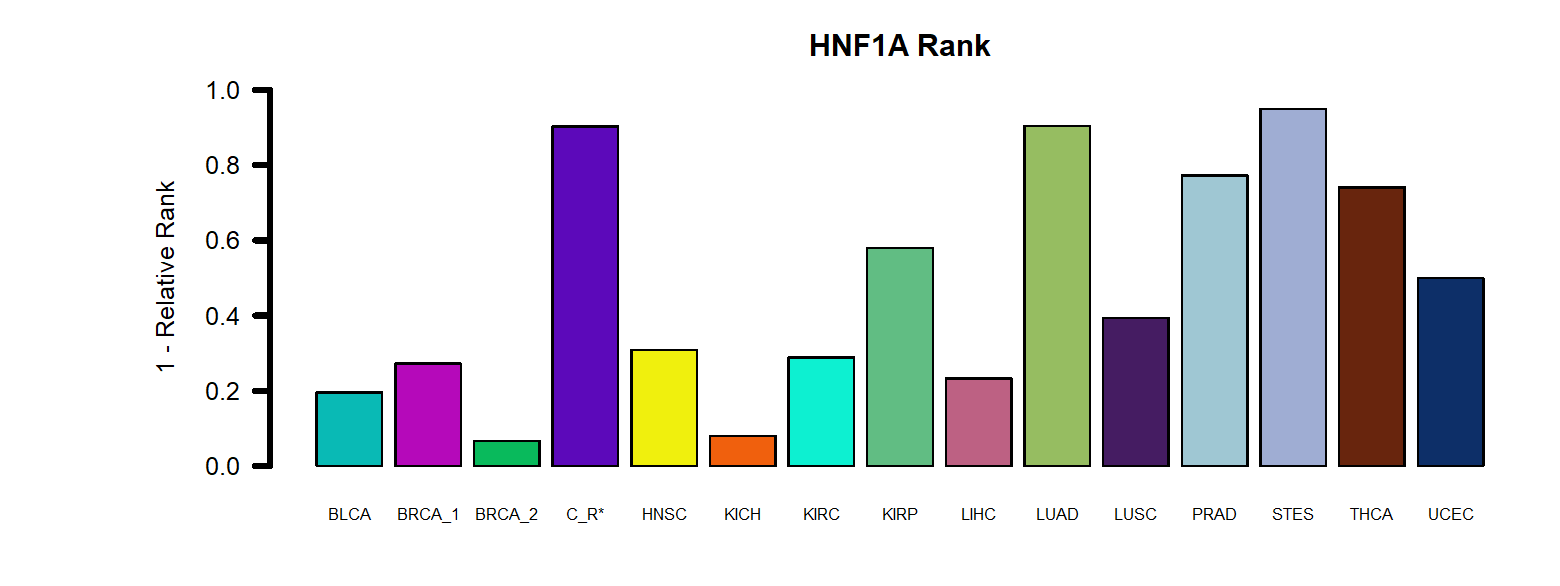 HNF1A Rank
1.0
0.8
0.6
0.4
0.2
0.0
1 - Relative Rank
BLCA BRCA_1 BRCA_2 C_R* HNSC KICH KIRC KIRP LIHC LUAD LUSC PRAD STES THCA UCEC